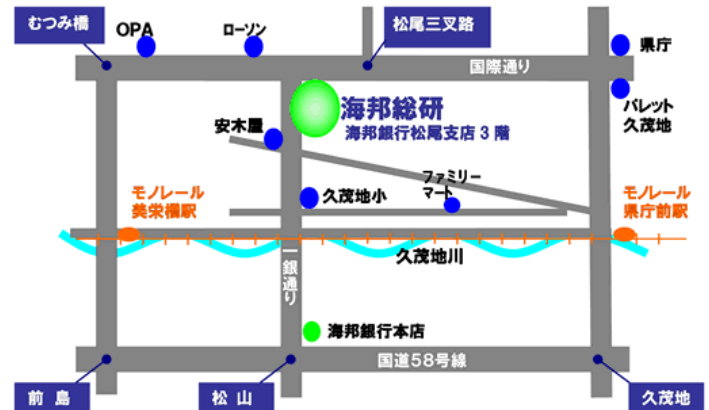 むつみ橋
OPA
ローソン
松尾三叉路
県庁
国際通り
パレット
久茂地
海邦総研
海邦銀行松尾支店3階
安木屋
ファミリー
マート
久茂地小
モノレール
美栄橋駅
モノレール
県庁前駅
久茂地川
一銀通り
海邦銀行本店
国道58号線
前島
松山
久茂地